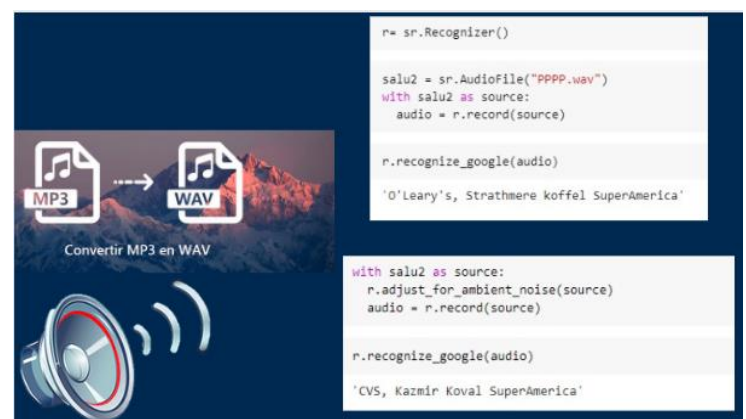 r= sr.Recognizer()
salu2 = sr.AudioFile("PPPP.wav")
with salu2 as source:
  audio = r.record(source)
r.recognize_google(audio)
'O'Leary's, Strathmere koffel SuperAmerica'
MP3
WAV
Convertir MP3 en WAV
with salu2 as source:
  r.adjust_for_ambient_noise(source)
  audio = r.record(source)
r.recognize_google(audio)
'CVS, Kazmir Koval SuperAmerica'